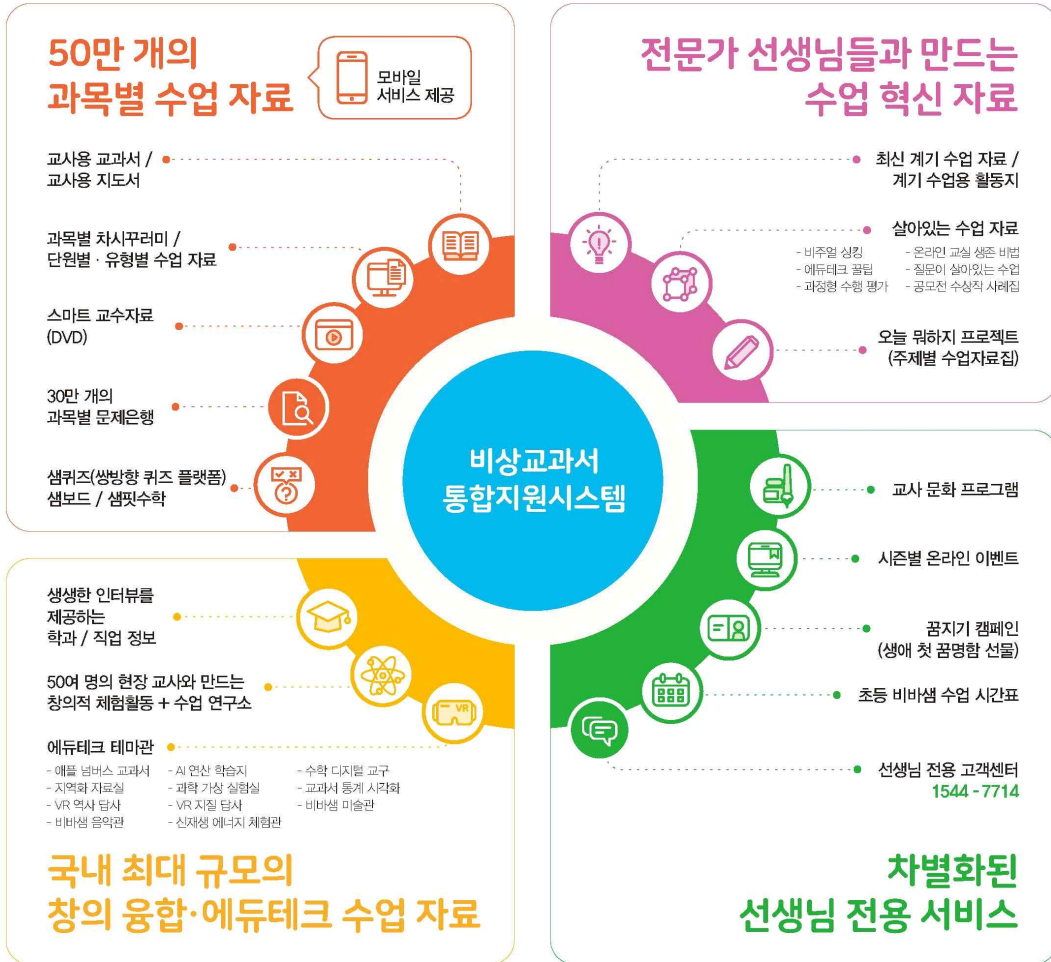 50만 개의
과목별 수업 자료
모바일
서비스 제공
교사용 교과서 /
교사용 지도서
과목별 차시꾸러미 /
단원별 · 유형별 수업 자료
스마트 교수자료
(DVD)
30만 개의
과목별 문제은행
샘퀴즈(쌍방향 퀴즈 플랫폼)
샘보드 / 샘핏수학
전문가 선생님들과 만드는
수업 혁신 자료
최신 계기 수업 자료 /
계기 수업용 활동지
살아있는 수업 자료
- 비주얼 싱킹
- 에듀테크 꿀팁
- 과정형 수행 평가
- 온라인 교실 생존 비법
- 질문이 살아있는 수업
- 공모전 수상작 사례집
오늘 뭐하지 프로젝트
(주제별 수업자료집)
비상교과서
통합지원시스템
생생한 인터뷰를
제공하는
학과 / 직업 정보
50여 명의 현장 교사와 만드는
창의적 체험활동 + 수업 연구소
VR
에듀테크 테마관
- 애플 넘버스 교과서
- 지역화 자료실
- VR 역사 답사
- 비바샘 음악관
- AI 연산 학습지
- 과학 가상 실험실
- VR 지질 답사
- 신재생 에너지 체험관
- 수학 디지털 교구
- 교과서 통계 시각화
- 비바샘 미술관
국내 최대 규모의
창의 융합·에듀테크 수업 자료
교사 문화 프로그램
시즌별 온라인 이벤트
꿈지기 캠페인
(생애 첫 꿈명함 선물)
초등 비바샘 수업 시간표
선생님 전용 고객센터
1544 - 7714
차별화된
선생님 전용 서비스